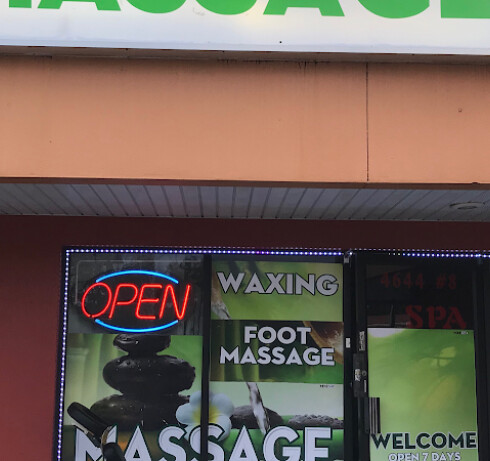 MASSAGE
OPEN
WAXING
FOOT
MASSAGE
MASSAGE
4644 #8
SPA
WELCOME
OPEN 7 DAYS